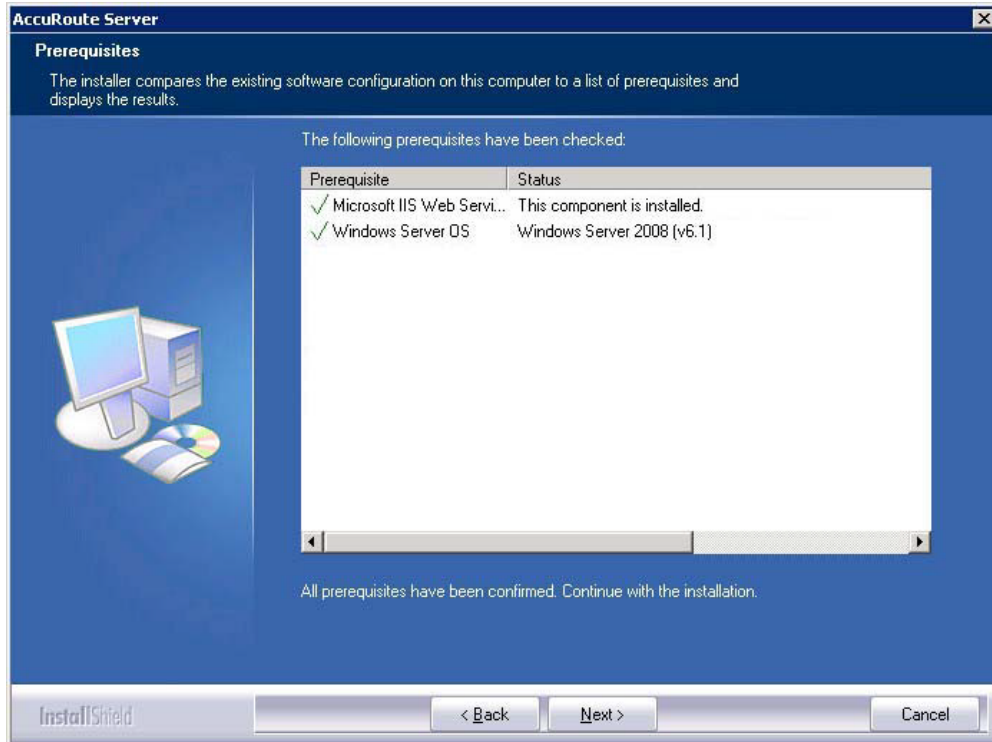 AccuRoute Server
Prerequisites
The installer compares the existing software configuration on this computer to a list of prerequisites and
displays the results.
The following prerequisites have been checked:
Prerequisite Status
Microsoft IIS Web Servi... This component is installed.
Windows Server OS Windows Server 2008 (v6.1)
All prerequisites have been confirmed. Continue with the installation.
InstallShield
< Back Next > Cancel